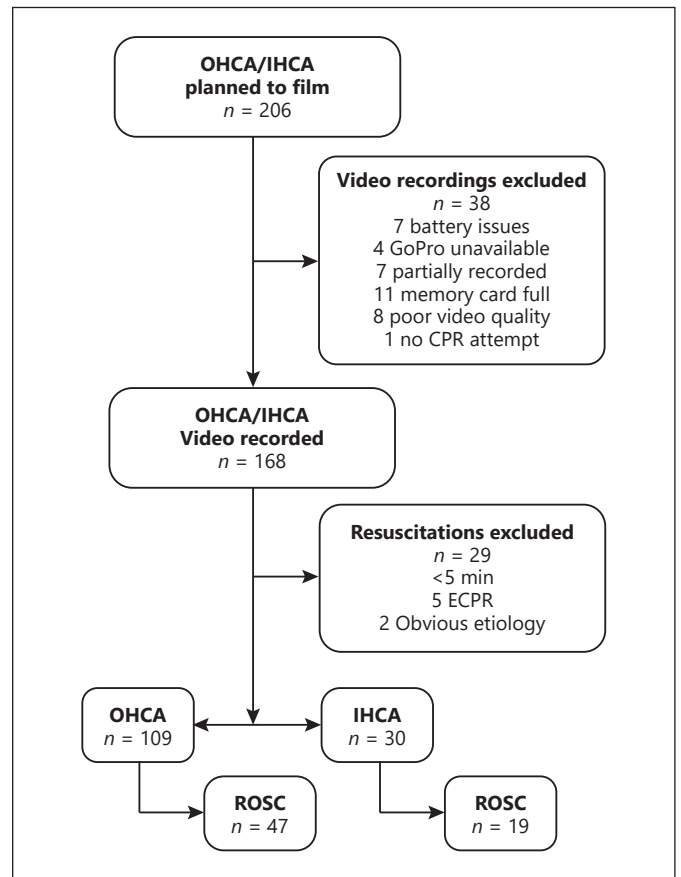 OHCA/IHCA
planned to film
n = 206
Video recordings excluded
n = 38
7 battery issues
4 GoPro unavailable
7 partially recorded
11 memory card full
8 poor video quality
1 no CPR attempt
OHCA/IHCA
Video recorded
n = 168
Resuscitations excluded
n = 29
<5 min
5 ECPR
2 Obvious etiology
OHCA
n = 109
IHCA
n = 30
ROSC
n = 47
ROSC
n = 19